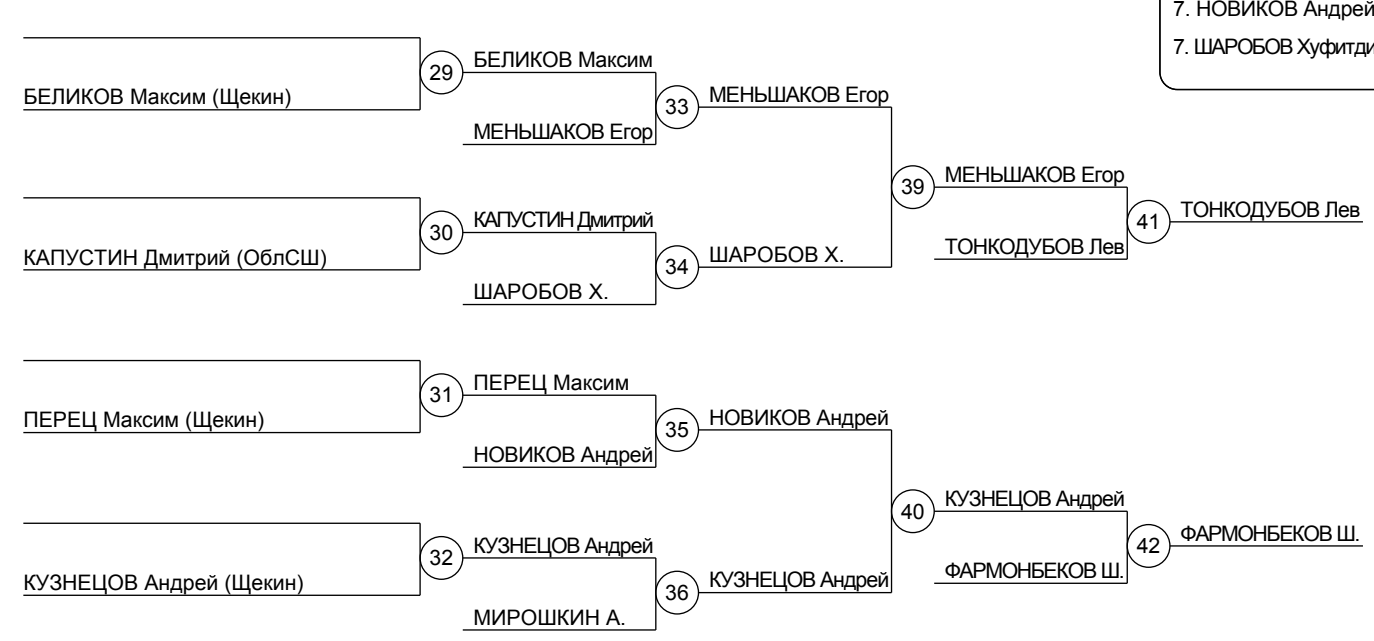 7. НОВИКОВ Андрей
7. ШАРОБОВ Хуфитди
БЕЛИКОВ Максим (Щекин)
29
БЕЛИКОВ Максим
МЕНЬШАКОВ Егор
33
МЕНЬШАКОВ Егор
КАПУСТИН Дмитрий (ОблСШ)
30
КАПУСТИН Дмитрий
ШАРОБОВ Х.
34
ШАРОБОВ Х.
39
МЕНЬШАКОВ Егор
ТОНКОДУБОВ Лев
41
ТОНКОДУБОВ Лев
ПЕРЕЦ Максим (Щекин)
31
ПЕРЕЦ Максим
НОВИКОВ Андрей
35
НОВИКОВ Андрей
КУЗНЕЦОВ Андрей (Щекин)
32
КУЗНЕЦОВ Андрей
МИРОШКИН А.
36
КУЗНЕЦОВ Андрей
40
КУЗНЕЦОВ Андрей
ФАРМОНБЕКОВ Ш.
42
ФАРМОНБЕКОВ Ш.